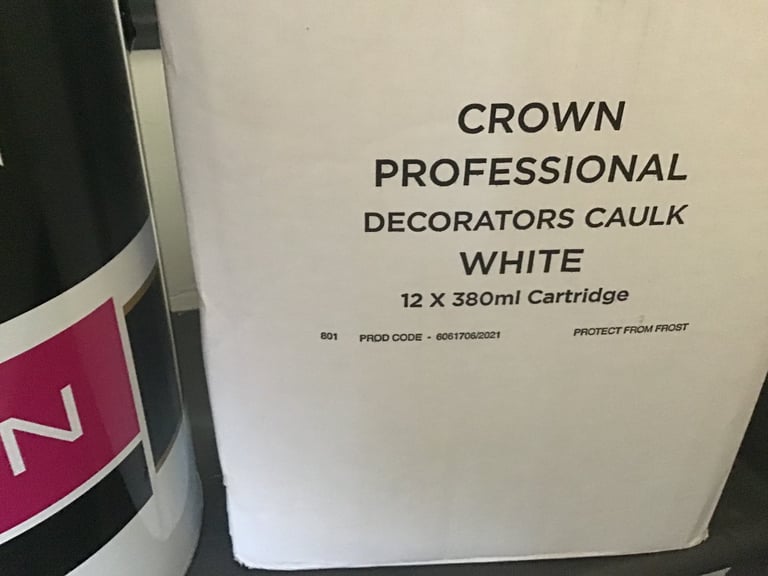 CROWN
PROFESSIONAL
DECORATORS CAULK
WHITE
12 X 380ml Cartridge
801 PROD CODE - 6061706/2021 PROTECT FROM FROST
N